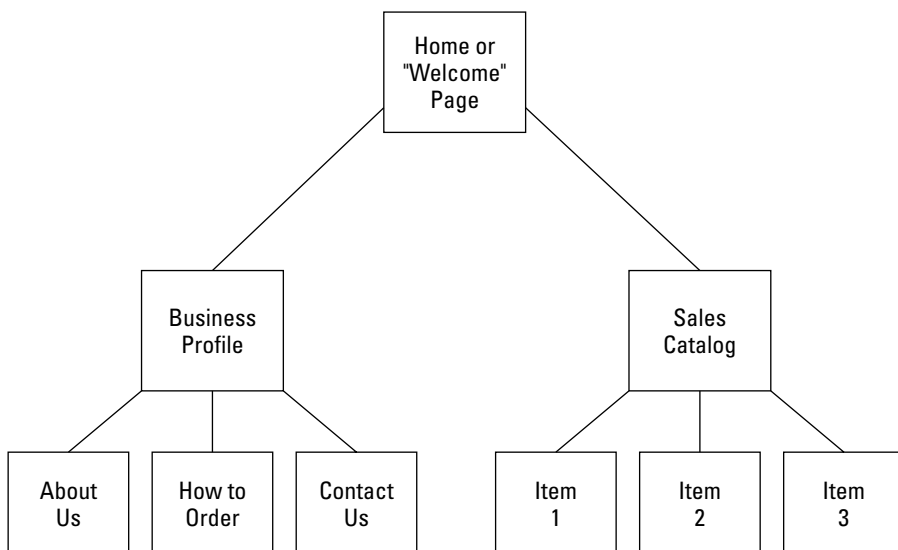 Home or
"Welcome"
Page
Business
Profile
Sales
Catalog
About
Us
How to
Order
Contact
Us
Item
1
Item
2
Item
3